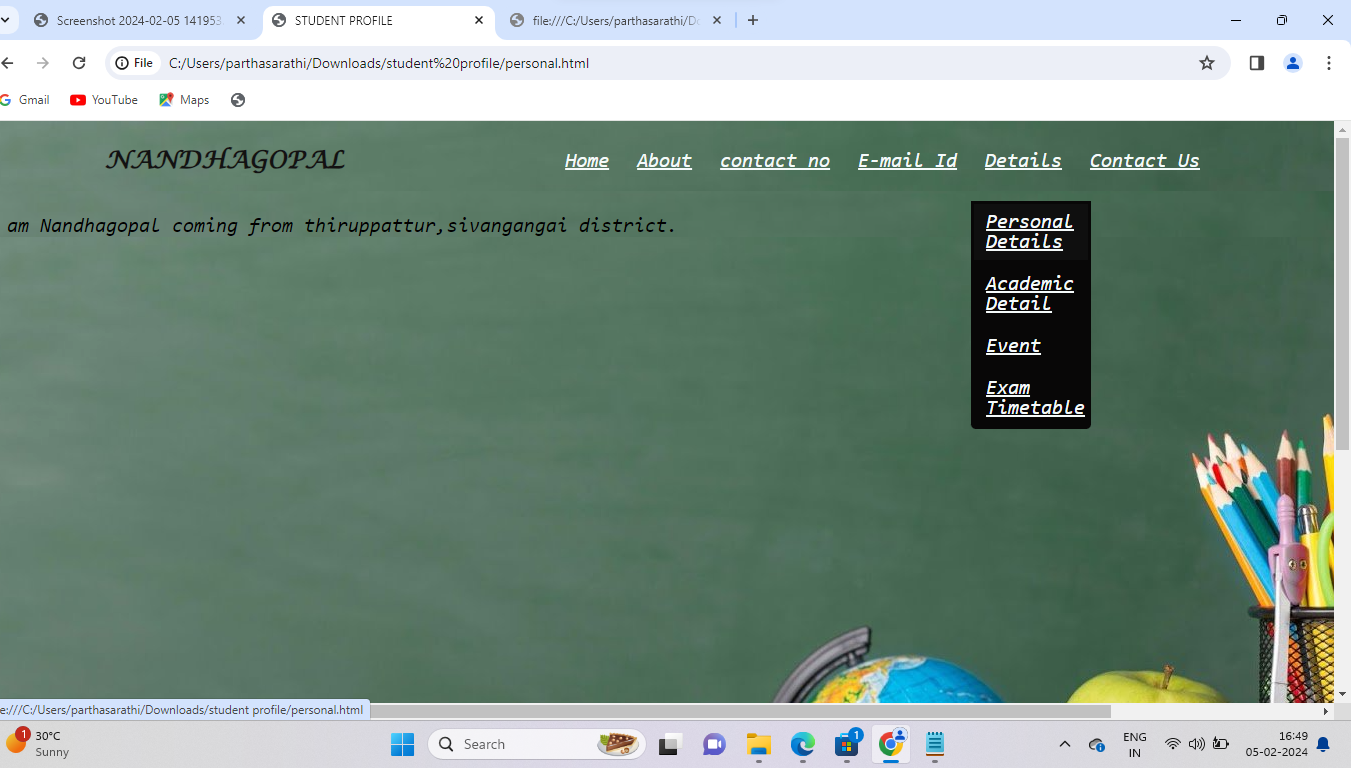 Screenshot 2024-02-05 141953
STUDENT PROFILE
file:///C:/Users/parthasarathi/Do
File
C:/Users/parthasarathi/Downloads/student%20profile/personal.html
Gmail
YouTube
Maps
NANDHAGOPAL
Home
About
contact no
E-mail Id
Details
Contact Us
am Nandhagopal coming from thiruppattur,sivangangai district.
Personal
Details
Academic
Detail
Event
Exam
Timetable
e:///C:/Users/parthasarathi/Downloads/student profile/personal.html
1
30°C
Sunny
Search
1
ENG
IN
16:49
05-02-2024